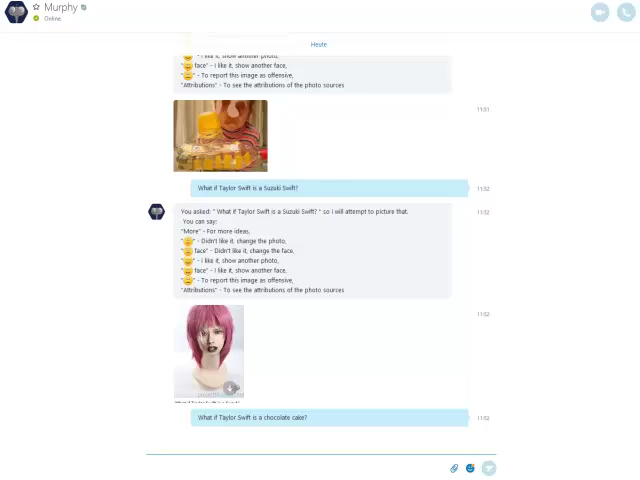 Murphy
Online
Heute
" - I like it, show another photo,
" face" - I like it, show another face,
" " - To report this image as offensive,
"Attributions" - To see the attributions of the photo sources
11:51
What if Taylor Swift is a Suzuki Swift?
11:52
You asked: " What if Taylor Swift is a Suzuki Swift? " so I will attempt to picture that.
11:52
You can say:
"More" - For more ideas,
" " - Didn't like it, change the photo,
" face" - Didn't like it, change the face,
" " - I like it, show another photo,
" face" - I like it, show another face,
" " - To report this image as offensive,
"Attributions" - To see the attributions of the photo sources
11:52
What if Taylor Swift is a chocolate cake?
11:52